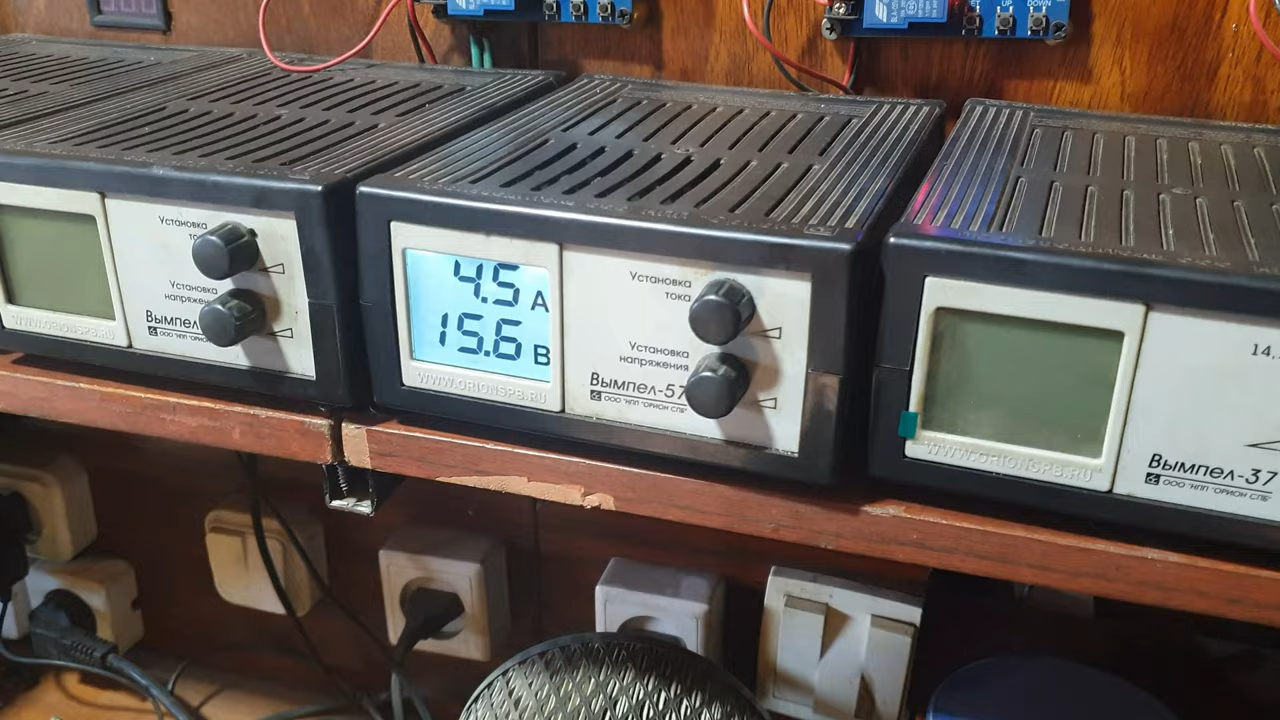 SET UP DOWN
Установка
тока
Установка
напряжения
Вымпел
ООО "НПП "ОРИОН
WWW.ORIONSPB.RU
4.5 А
15.6 В
WWW.ORIONSPB.RU
Установка
тока
Установка
напряжения
Вымпел-57
ООО "НПП "ОРИОН СПБ"
WWW.ORIONSPB.RU
14,
Вымпел-37
ООО "НПП "ОРИОН СПБ"